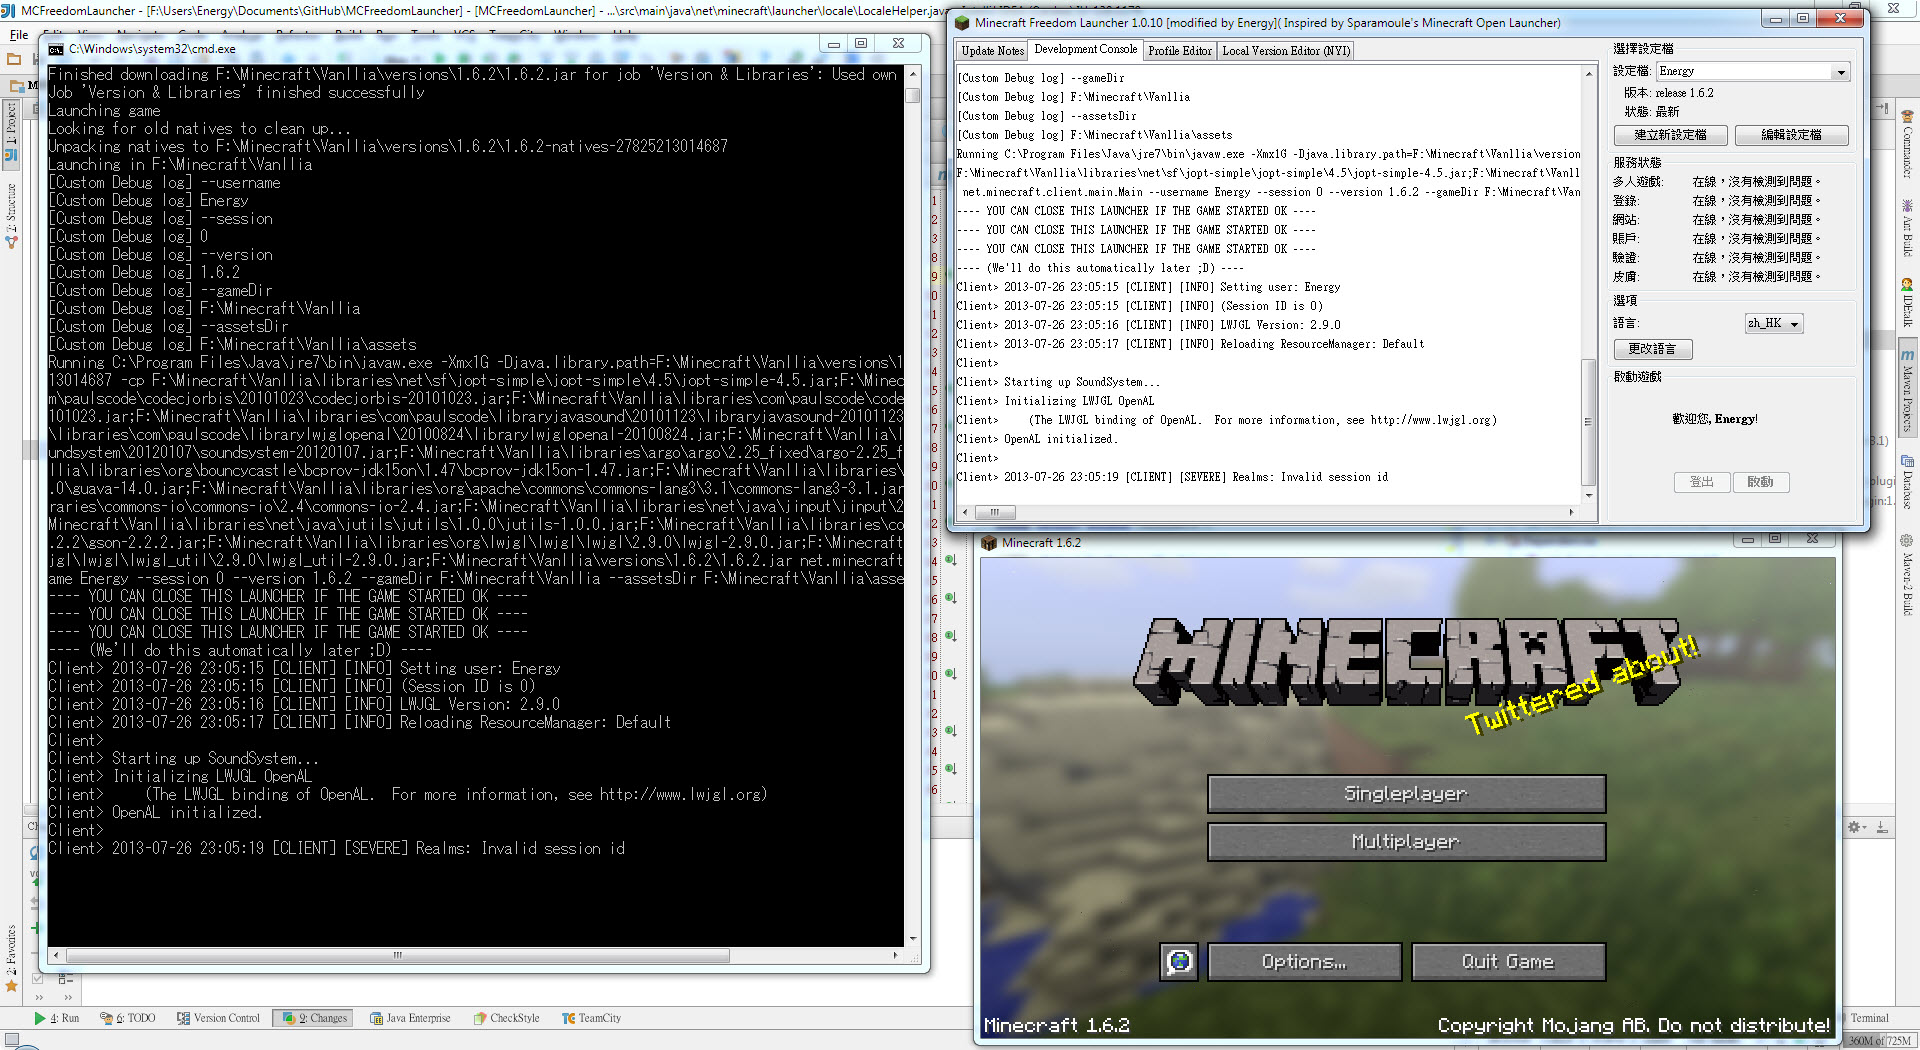 MCFreedomLauncher - [F:\Users\Energy\Documents\GitHub\MCFreedomLauncher] - [MCFreedomLauncher] - ...\src\main\java\net\minecraft\launcher\locale\LocaleHelper.java
File
C:\Windows\system32\cmd.exe
Finished downloading F:\Minecraft\Vanllia\versions\1.6.2\1.6.2.jar for job 'Version & Libraries': Used own
Job 'Version & Libraries' finished successfully
Launching game
Looking for old natives to clean up...
Unpacking natives to F:\Minecraft\Vanllia\versions\1.6.2\1.6.2-natives-27825213014687
Launching in F:\Minecraft\Vanllia
[Custom Debug log] --username
[Custom Debug log] Energy
[Custom Debug log] --session
[Custom Debug log] 0
[Custom Debug log] --version
[Custom Debug log] 1.6.2
[Custom Debug log] --gameDir
[Custom Debug log] F:\Minecraft\Vanllia
[Custom Debug log] --assetsDir
[Custom Debug log] F:\Minecraft\Vanllia\assets
Running C:\Program Files\Java\jre7\bin\javaw.exe -Xmx1G -Djava.library.path=F:\Minecraft\Vanllia\versions\1
13014687 -cp F:\Minecraft\Vanllia\libraries\net\sf\jopt-simple\jopt-simple\4.5\jopt-simple-4.5.jar;F:\Minec
m\paulscode\codecjorbis\20101023\codecjorbis-20101023.jar;F:\Minecraft\Vanllia\libraries\com\paulscode\code
101023.jar;F:\Minecraft\Vanllia\libraries\com\paulscode\libraryjavasound\20101123\libraryjavasound-20101123
\libraries\com\paulscode\librarylwjglopenal\20100824\librarylwjglopenal-20100824.jar;F:\Minecraft\Vanllia\l
oundsystem\20120107\soundsystem-20120107.jar;F:\Minecraft\Vanllia\libraries\argo\argo\2.25_fixed\argo-2.25_f
llia\libraries\org\bouncycastle\bcprov-jdk15on\1.47\bcprov-jdk15on-1.47.jar;F:\Minecraft\Vanllia\libraries\
.0\guava-14.0.jar;F:\Minecraft\Vanllia\libraries\org\apache\commons\commons-lang3\3.1\commons-lang3-3.1.jar
raries\commons-io\commons-io\2.4\commons-io-2.4.jar;F:\Minecraft\Vanllia\libraries\net\java\jinput\jinput\2
Minecraft\Vanllia\libraries\net\java\jutils\jutils\1.0.0\jutils-1.0.0.jar;F:\Minecraft\Vanllia\libraries\co
.2.2\gson-2.2.2.jar;F:\Minecraft\Vanllia\libraries\org\lwjgl\lwjgl\lwjgl\2.9.0\lwjgl-2.9.0.jar;F:\Minecraft
jgl\lwjgl\lwjgl_util\2.9.0\lwjgl_util-2.9.0.jar;F:\Minecraft\Vanllia\versions\1.6.2\1.6.2.jar net.minecraft
ame Energy --session 0 --version 1.6.2 --gameDir F:\Minecraft\Vanllia --assetsDir F:\Minecraft\Vanllia\asse
---- YOU CAN CLOSE THIS LAUNCHER IF THE GAME STARTED OK ----
---- YOU CAN CLOSE THIS LAUNCHER IF THE GAME STARTED OK ----
---- YOU CAN CLOSE THIS LAUNCHER IF THE GAME STARTED OK ----
---- (We'll do this automatically later ;D) ----
Client> 2013-07-26 23:05:15 [CLIENT] [INFO] Setting user: Energy
Client> 2013-07-26 23:05:15 [CLIENT] [INFO] (Session ID is 0)
Client> 2013-07-26 23:05:16 [CLIENT] [INFO] LWJGL Version: 2.9.0
Client> 2013-07-26 23:05:17 [CLIENT] [INFO] Reloading ResourceManager: Default
Client>
Client> Starting up SoundSystem...
Client> Initializing LWJGL OpenAL
Client>     (The LWJGL binding of OpenAL.  For more information, see http://www.lwjgl.org)
Client> OpenAL initialized.
Client>
Client> 2013-07-26 23:05:19 [CLIENT] [SEVERE] Realms: Invalid session id
Minecraft Freedom Launcher 1.0.10 [modified by Energy]( Inspired by Sparamoule's Minecraft Open Launcher)
Update Notes
Development Console
Profile Editor
Local Version Editor (NYI)
[Custom Debug log] --gameDir
[Custom Debug log] F:\Minecraft\Vanllia
[Custom Debug log] --assetsDir
[Custom Debug log] F:\Minecraft\Vanllia\assets
Running C:\Program Files\Java\jre7\bin\javaw.exe -Xmx1G -Djava.library.path=F:\Minecraft\Vanllia\version
F:\Minecraft\Vanllia\libraries\net\sf\jopt-simple\jopt-simple\4.5\jopt-simple-4.5.jar;F:\Minecraft\Vanll
net.minecraft.client.main.Main --username Energy --session 0 --version 1.6.2 --gameDir F:\Minecraft\Van
---- YOU CAN CLOSE THIS LAUNCHER IF THE GAME STARTED OK ----
---- YOU CAN CLOSE THIS LAUNCHER IF THE GAME STARTED OK ----
---- YOU CAN CLOSE THIS LAUNCHER IF THE GAME STARTED OK ----
---- (We'll do this automatically later ;D) ----
Client> 2013-07-26 23:05:15 [CLIENT] [INFO] Setting user: Energy
Client> 2013-07-26 23:05:15 [CLIENT] [INFO] (Session ID is 0)
Client> 2013-07-26 23:05:16 [CLIENT] [INFO] LWJGL Version: 2.9.0
Client> 2013-07-26 23:05:17 [CLIENT] [INFO] Reloading ResourceManager: Default
Client>
Client> Starting up SoundSystem...
Client> Initializing LWJGL OpenAL
Client>     (The LWJGL binding of OpenAL.  For more information, see http://www.lwjgl.org)
Client> OpenAL initialized.
Client>
Client> 2013-07-26 23:05:19 [CLIENT] [SEVERE] Realms: Invalid session id
選擇設定檔
設定檔: Energy
版本: release 1.6.2
狀態: 最新
建立新設定檔
編輯設定檔
服務狀態
多人遊戲: 在線，沒有檢測到問題。
登錄: 在線，沒有檢測到問題。
網站: 在線，沒有檢測到問題。
賬戶: 在線，沒有檢測到問題。
驗證: 在線，沒有檢測到問題。
皮膚: 在線，沒有檢測到問題。
選項
語言: zh_HK
更改語言
啟動遊戲
歡迎您, Energy!
登出
啟動
Minecraft 1.6.2
MINECRAFT
Twittered about!
Singleplayer
Multiplayer
Options...
Quit Game
Minecraft 1.6.2
Copyright Mojang AB. Do not distribute!
1: Project
7: Structure
2: Favorites
Commander
Ant Build
IDEtalk
Maven Projects
Database
Maven-2 Build
4: Run
6: TODO
Version Control
9: Changes
Java Enterprise
CheckStyle
TeamCity
Terminal
360M of 725M